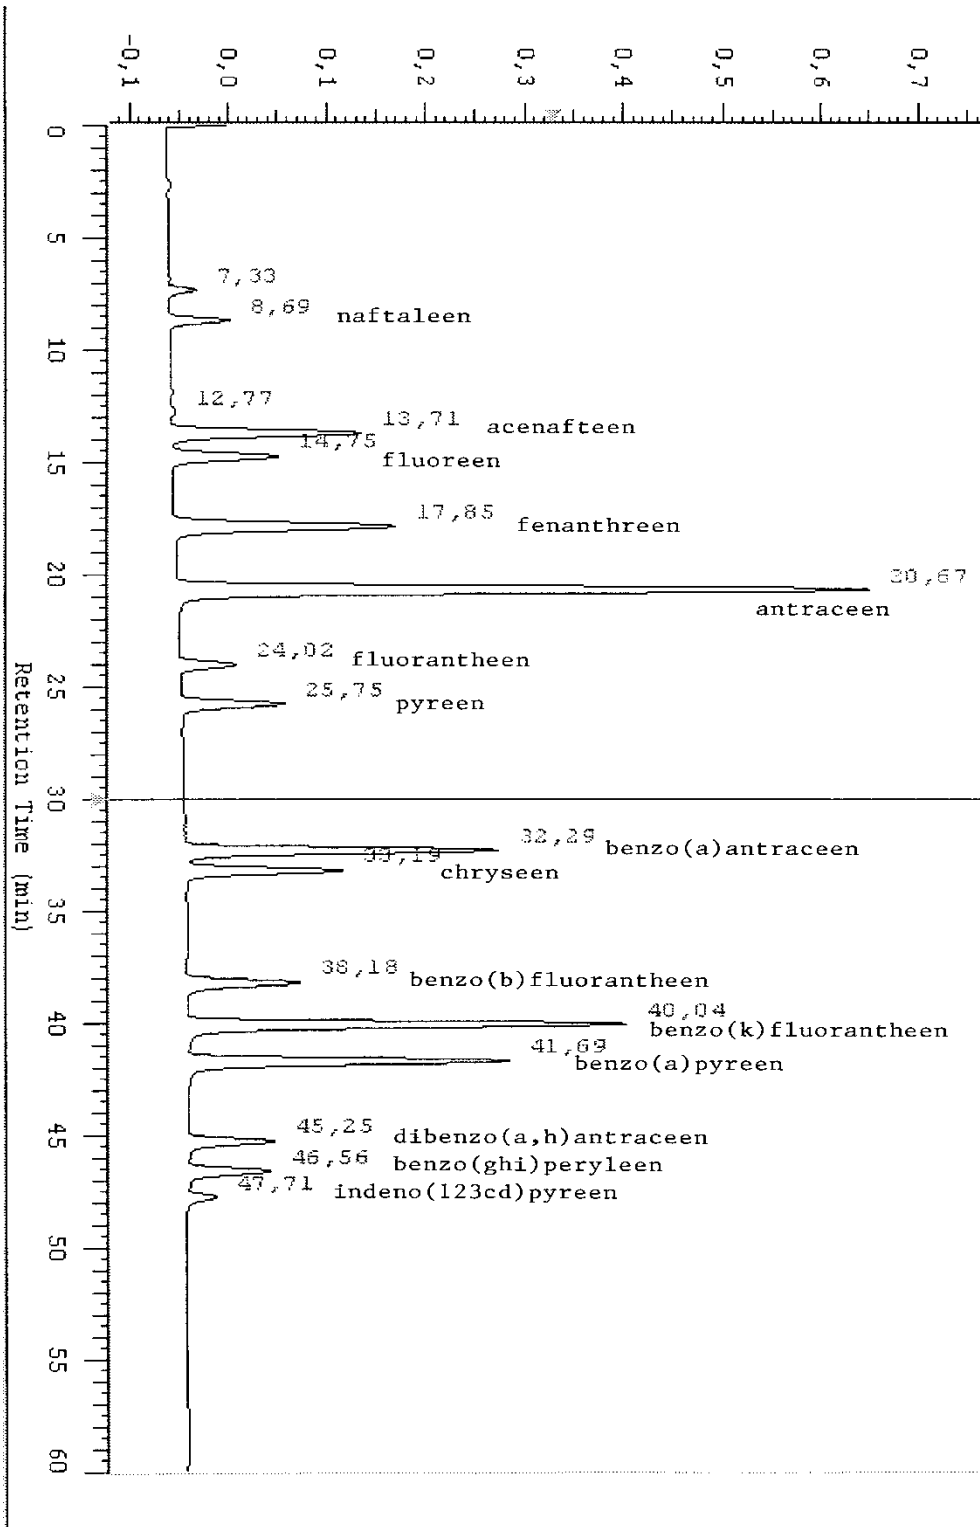 -0,1
0,0
0,1
0,2
0,3
0,4
0,5
0,6
0,7
0
5
7,33
8,69 naftaleen
10
12,77
13,71 acenafteen
14,75
fluoreen
15
17,85 fenanthreen
20
20,67
antraceen
24,02 fluorantheen
25
25,75 pyreen
30
32,29 benzo(a)antraceen
33,19
chryseen
35
38,18 benzo(b)fluorantheen
40
40,04
benzo(k)fluorantheen
41,69
benzo(a)pyreen
45
45,25 dibenzo(a,h)antraceen
46,56 benzo(ghi)peryleen
47,71 indeno(123cd)pyreen
50
55
60
Retention Time (min)